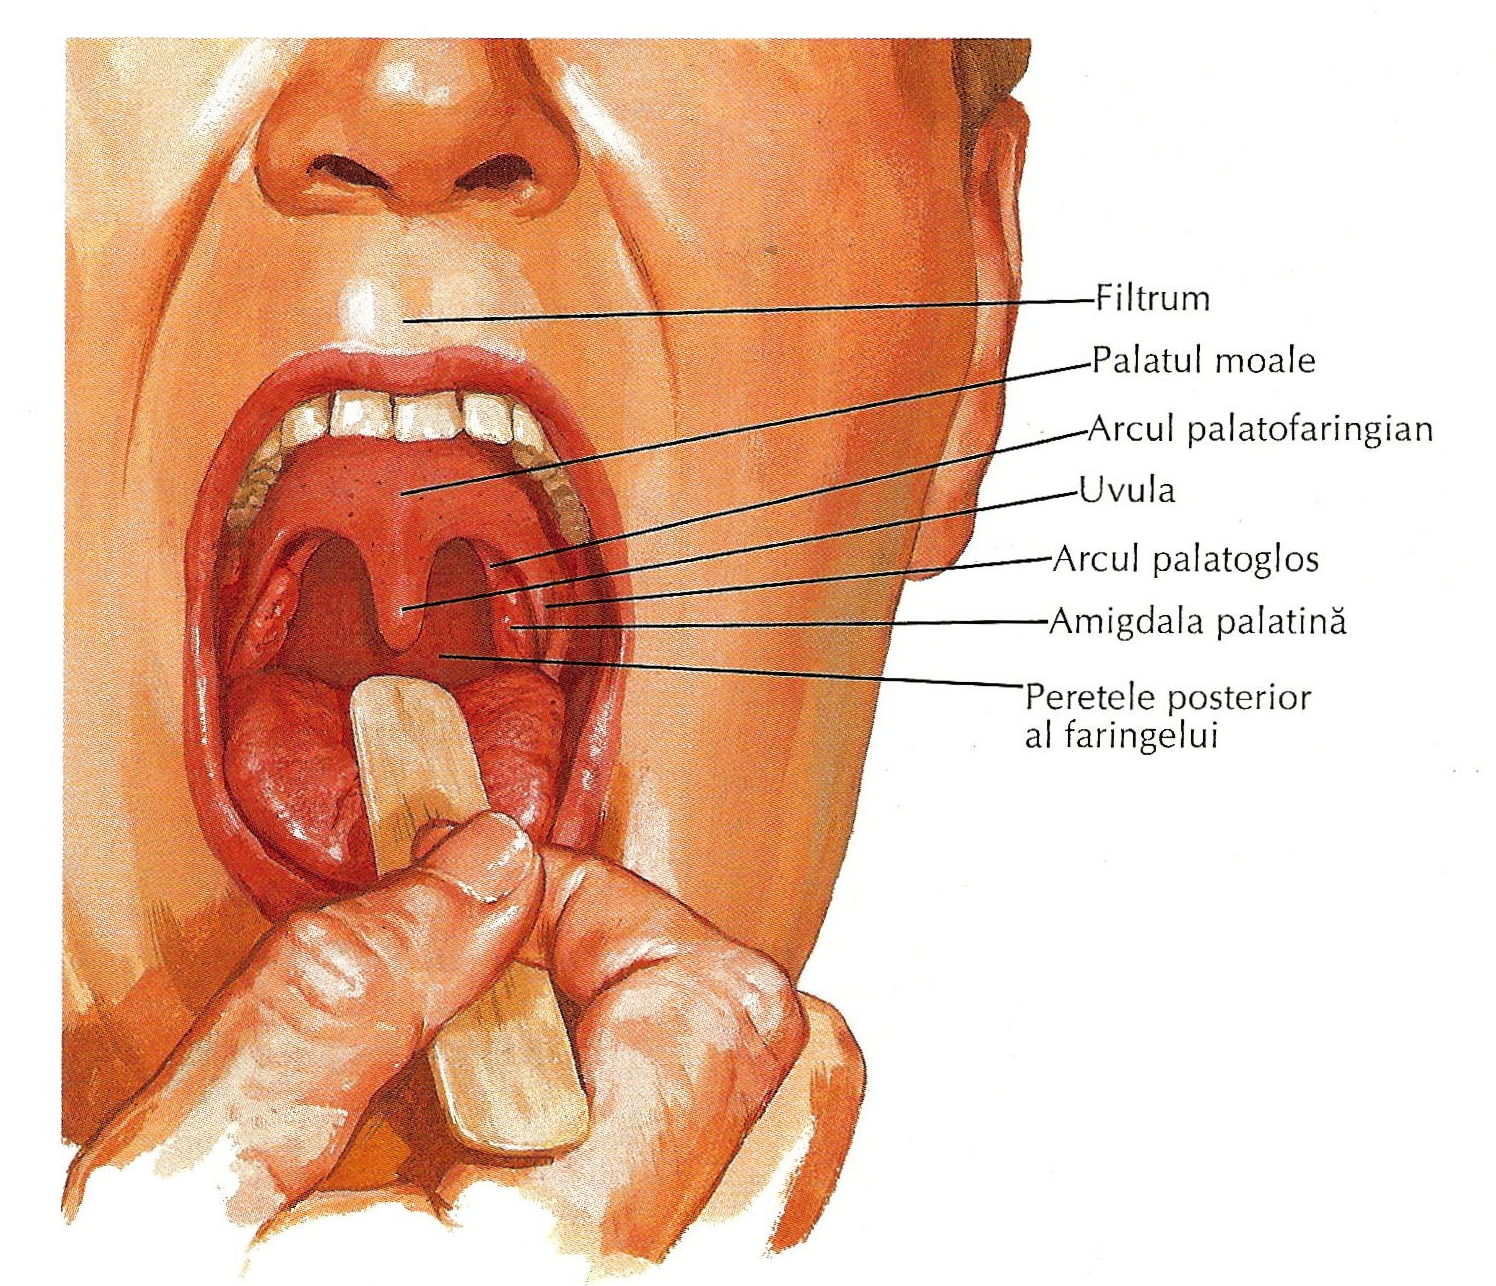 Filtrum
Palatul moale
Arcul palatofaringian
Uvula
Arcul palatoglos
Amigdala palatină
Peretele posterior
al faringelui